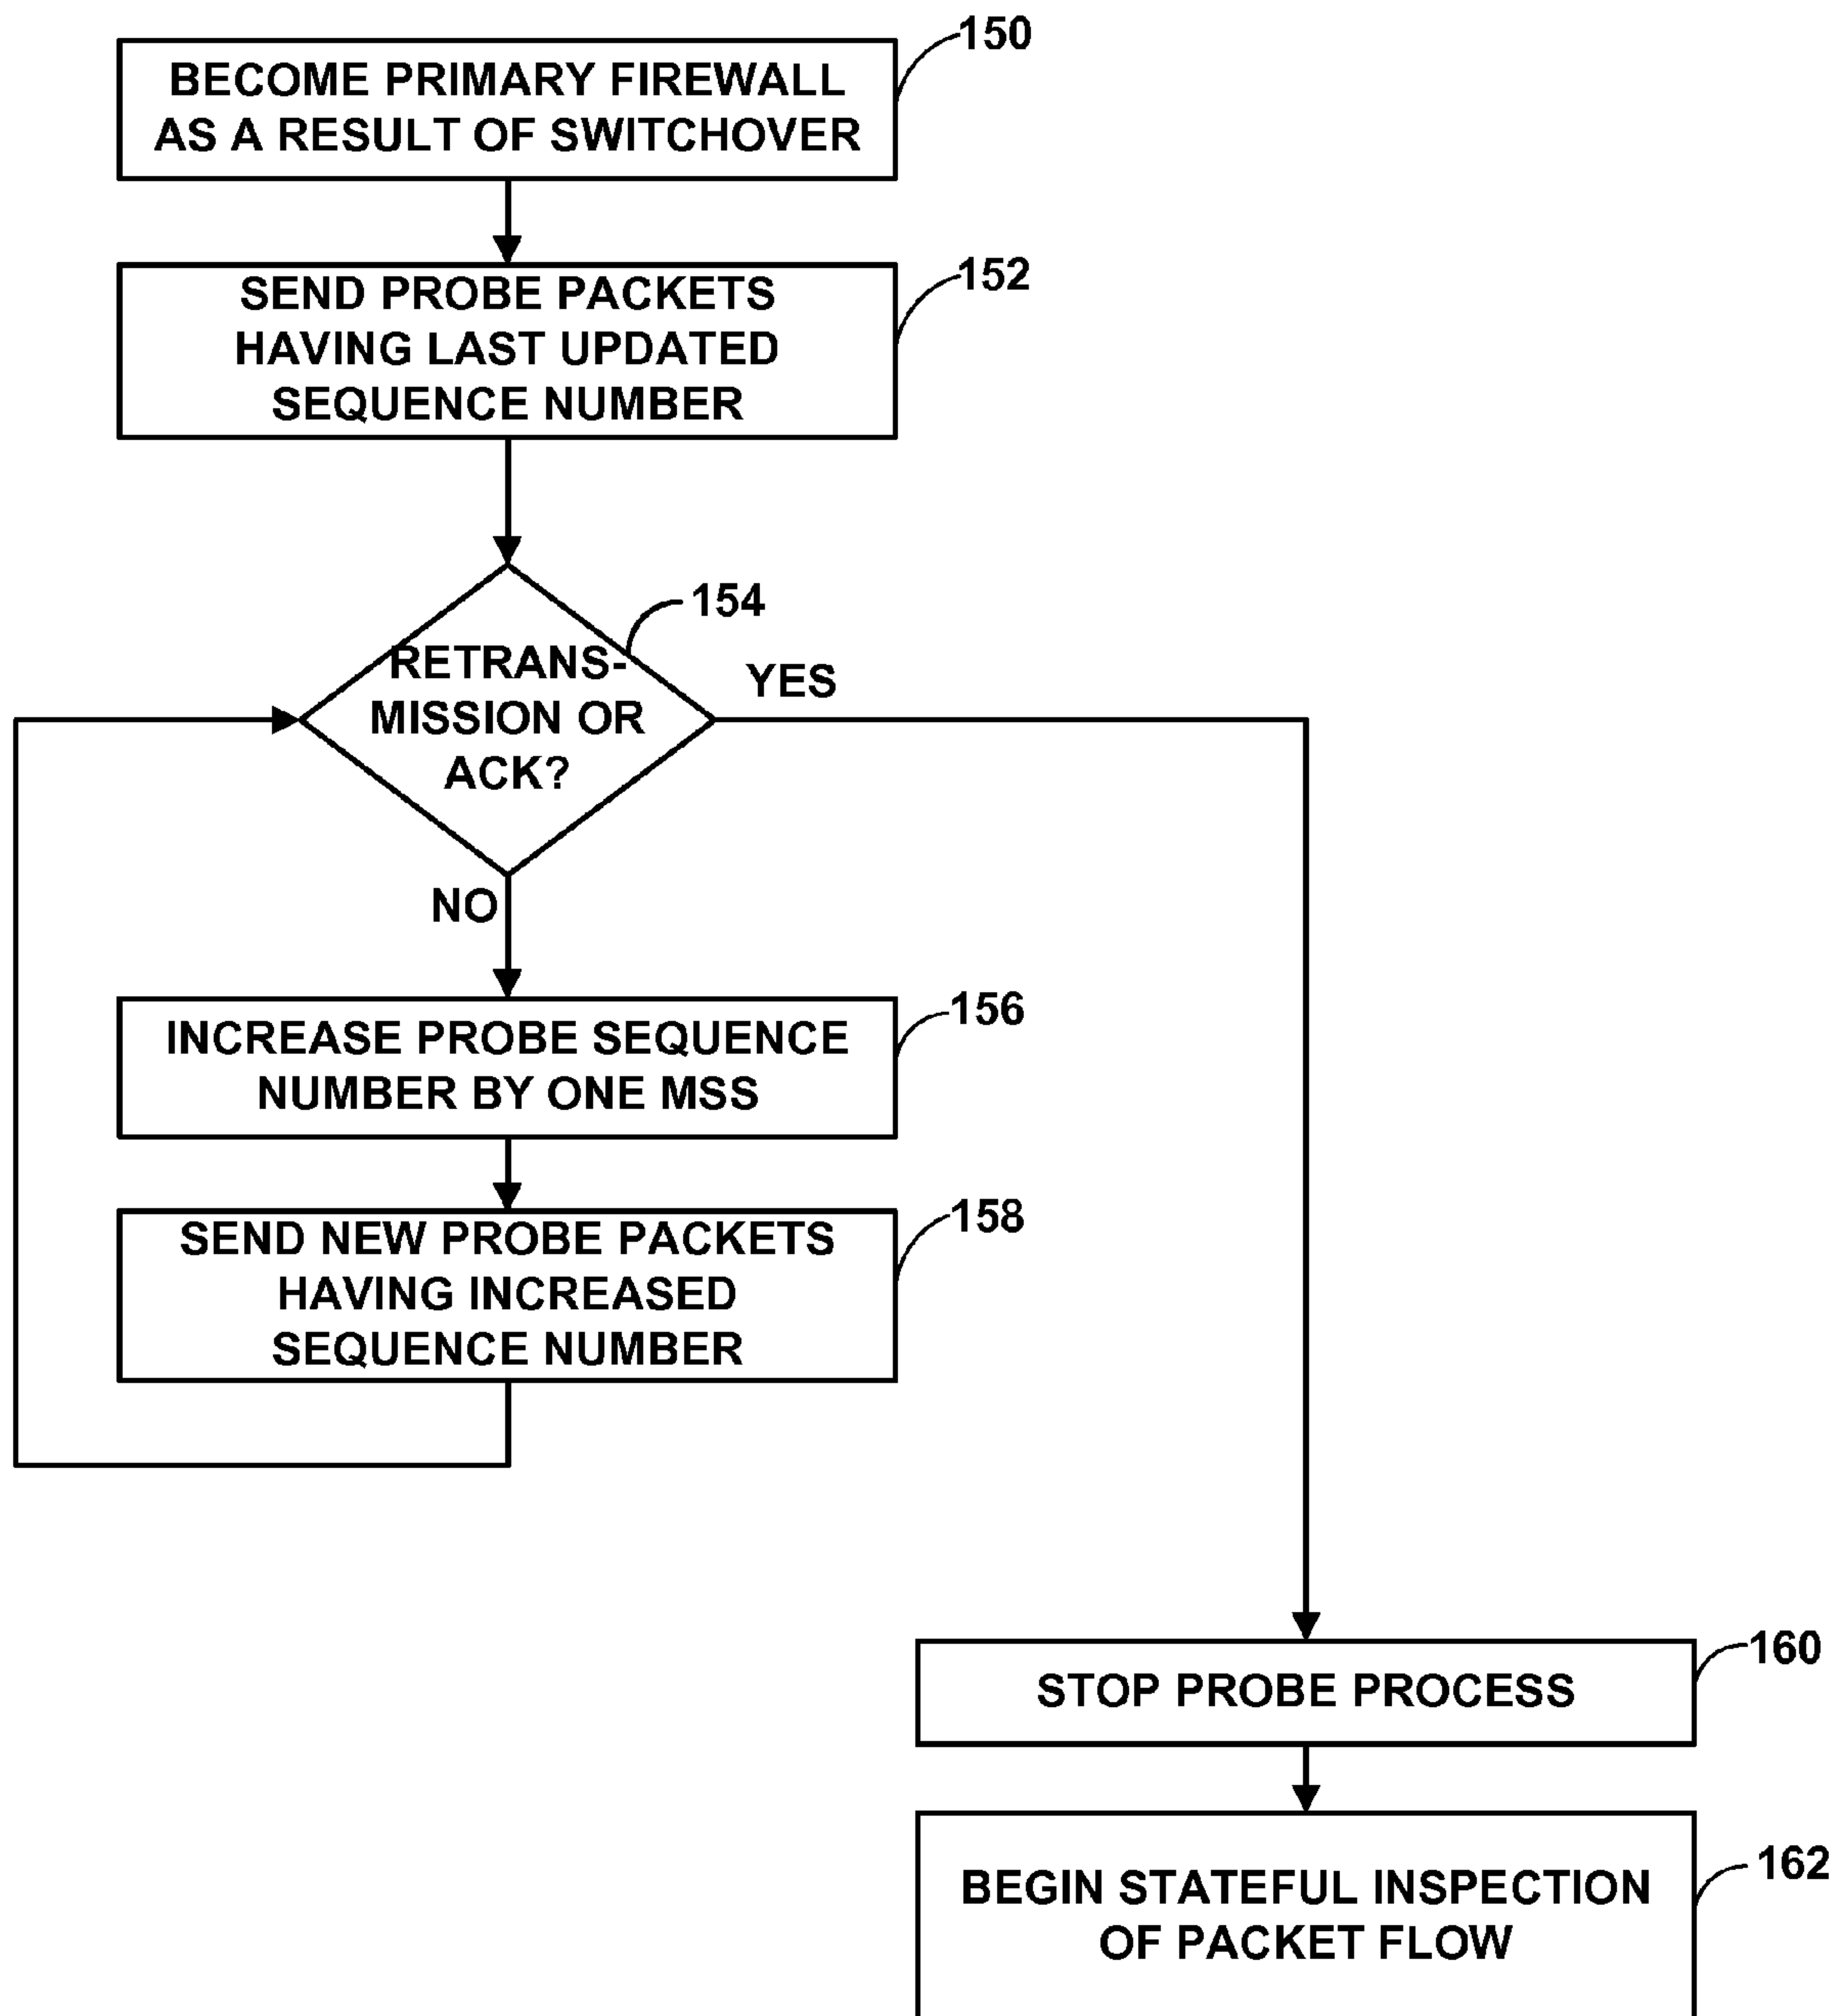 150
BECOME PRIMARY FIREWALL
AS A RESULT OF SWITCHOVER
152
SEND PROBE PACKETS
HAVING LAST UPDATED
SEQUENCE NUMBER
154
RETRANS-
MISSION OR
ACK?
YES
NO
156
INCREASE PROBE SEQUENCE
NUMBER BY ONE MSS
158
SEND NEW PROBE PACKETS
HAVING INCREASED
SEQUENCE NUMBER
160
STOP PROBE PROCESS
162
BEGIN STATEFUL INSPECTION
OF PACKET FLOW